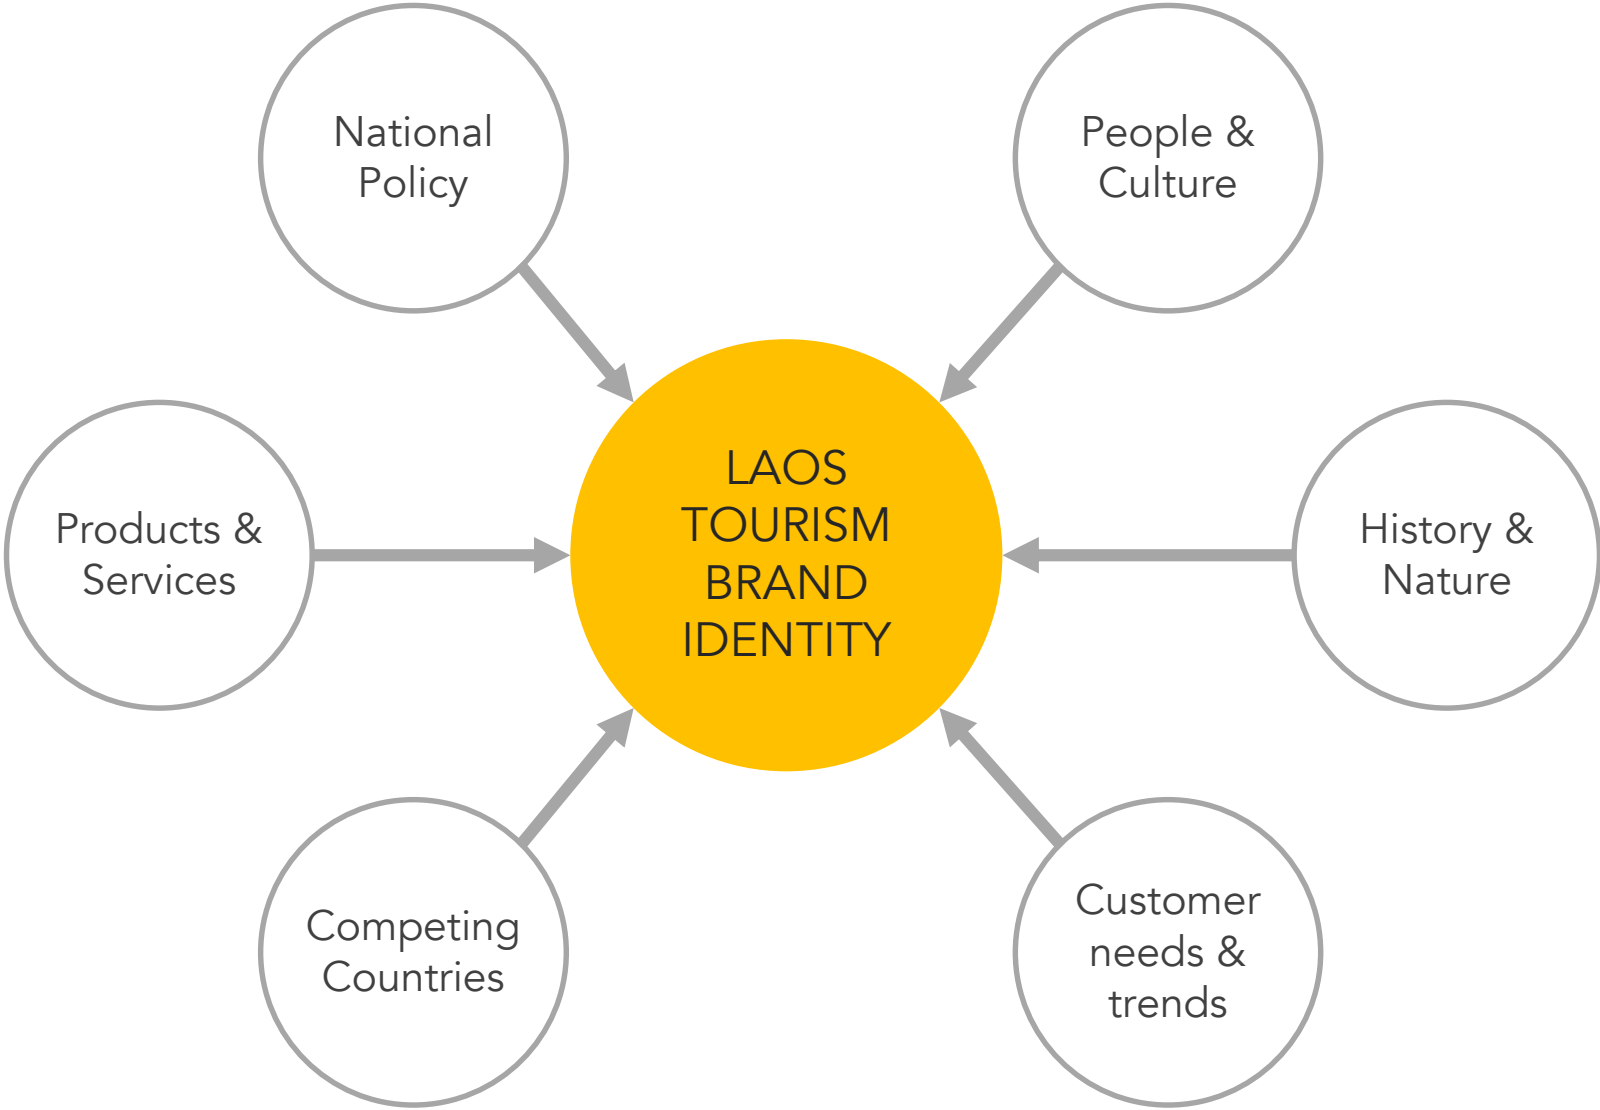 National
Policy
People &
Culture
LAOS
TOURISM
BRAND
IDENTITY
Products &
Services
History &
Nature
Competing
Countries
Customer
needs &
trends